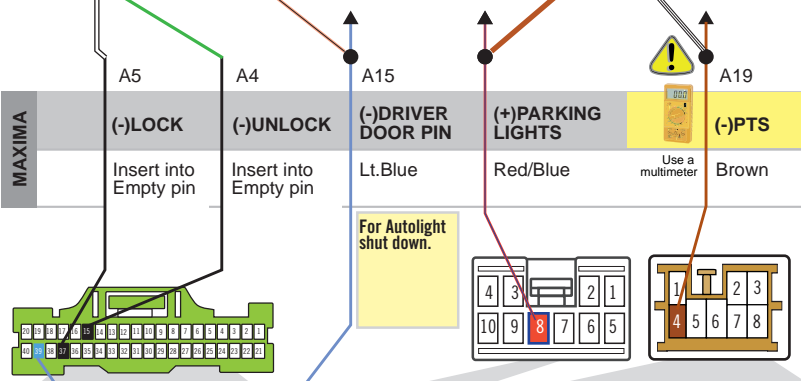 A5
A4
A15
A19
MAXIMA
(-)LOCK
(-)UNLOCK
(-)DRIVER
DOOR PIN
(+)PARKING
LIGHTS
(-)PTS
Insert into
Empty pin
Insert into
Empty pin
Lt.Blue
Red/Blue
Use a
multimeter
Brown
For Autolight
shut down.
4 3 2 1
10 9 8 7 6 5
1 2 3
4 5 6 7 8
20 19 18 17 16 15 14 13 12 11 10 9 8 7 6 5 4 3 2 1
40 39 38 37 36 35 34 33 32 31 30 29 28 27 26 25 24 23 22 21